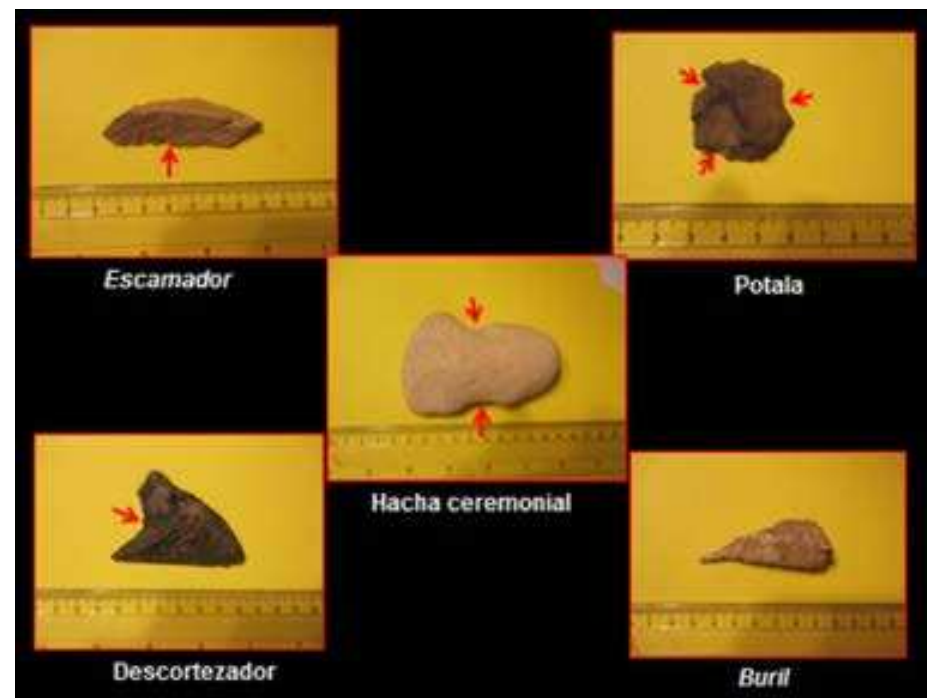 Escamador
Potala
Hacha ceremonial
Descortezador
Buril